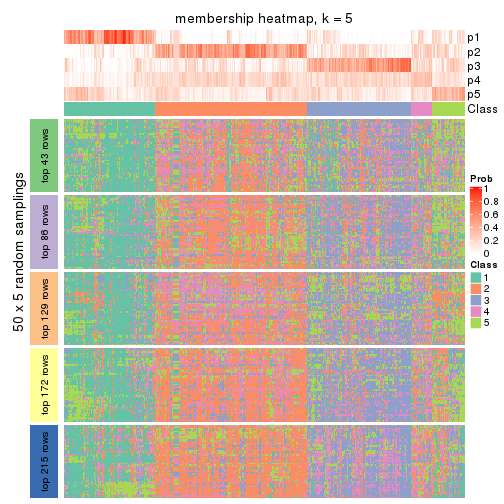 membership heatmap, k = 5
p1
p2
p3
p4
p5
Class
50 x 5 random samplings
top 43 rows
top 86 rows
top 129 rows
top 172 rows
top 215 rows
Prob
1
0.8
0.6
0.4
0.2
0
Class
1
2
3
4
5